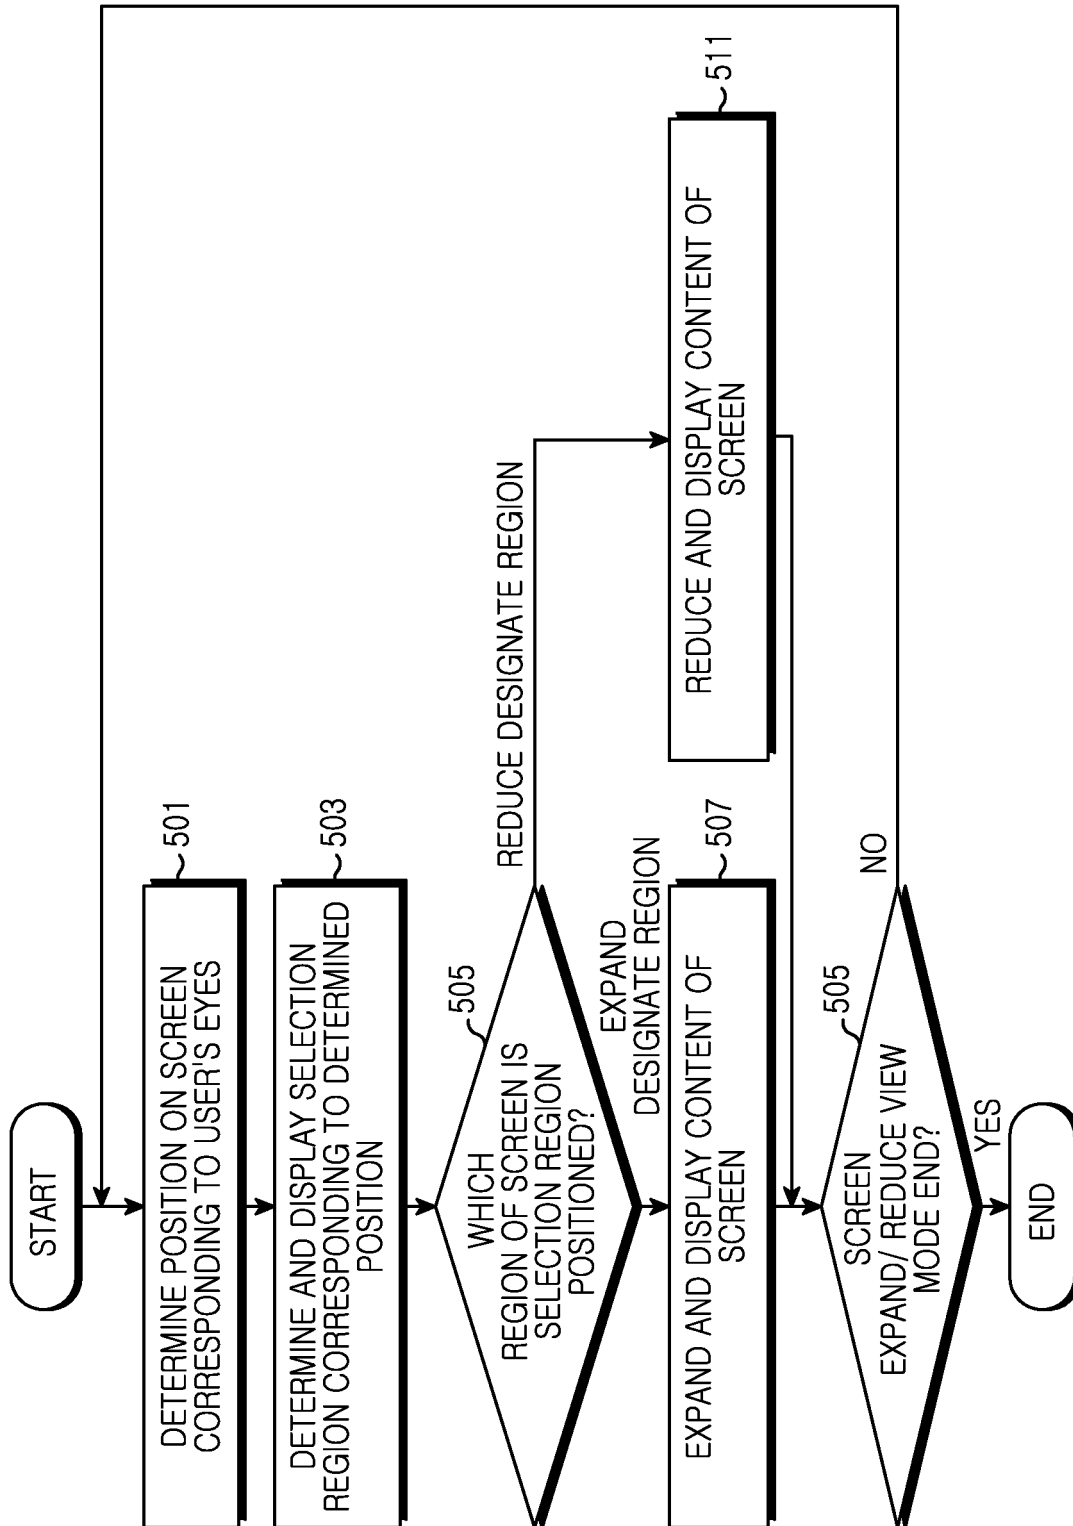 START
DETERMINE POSITION ON SCREEN
CORRESPONDING TO USER'S EYES
501
DETERMINE AND DISPLAY SELECTION
REGION CORRESPONDING TO DETERMINED
POSITION
503
WHICH
REGION OF SCREEN IS
SELECTION REGION
POSITIONED?
505
REDUCE DESIGNATE REGION
EXPAND
DESIGNATE REGION
EXPAND AND DISPLAY CONTENT OF
SCREEN
507
REDUCE AND DISPLAY CONTENT OF
SCREEN
511
SCREEN
EXPAND/ REDUCE VIEW
MODE END?
505
NO
YES
END